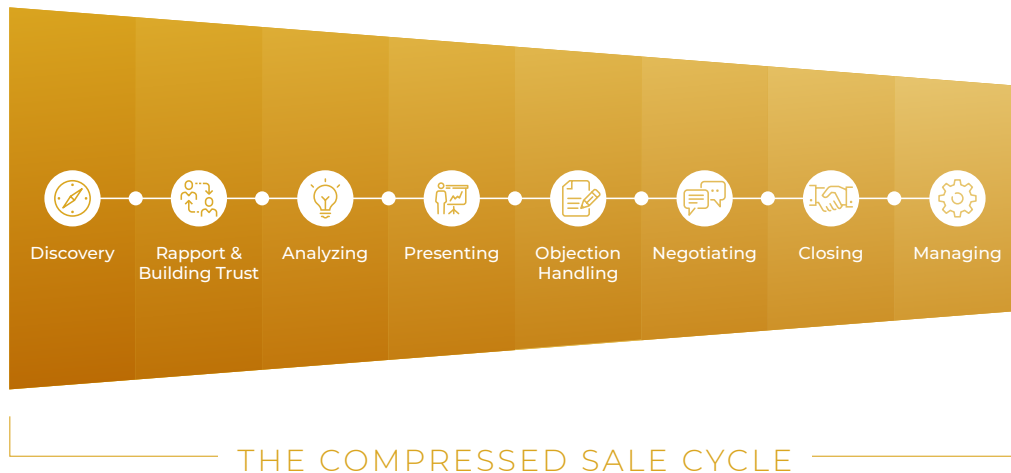 Discovery
Rapport &
Building Trust
Analyzing
Presenting
Objection
Handling
Negotiating
Closing
Managing
THE COMPRESSED SALE CYCLE